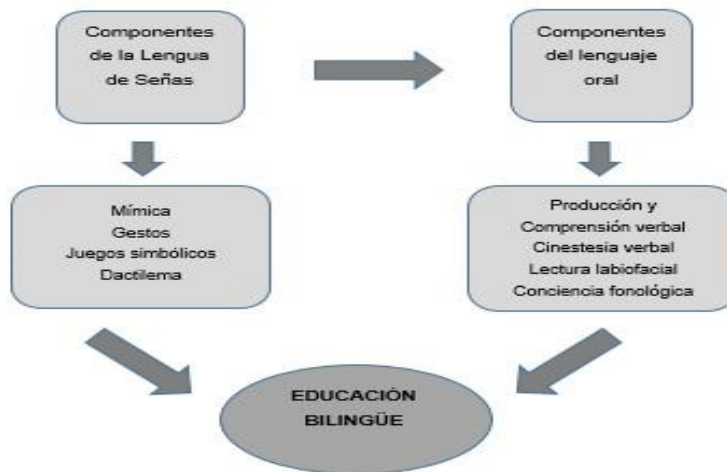 Componentes
de la Lengua
de Señas
Componentes
del lenguaje
oral
Mímica
Gestos
Juegos simbólicos
Dactilema
Producción y
Comprensión verbal
Cinestesia verbal
Lectura labiofacial
Conciencia fonológica
EDUCACIÓN
BILINGÜE